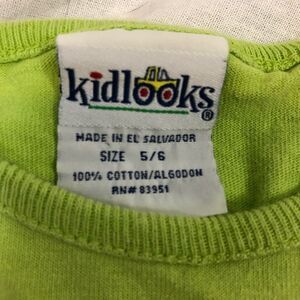 kidlooks®
MADE IN EL SALVADOR
SIZE 5/6
100% COTTON/ALGODON
RN# 83951